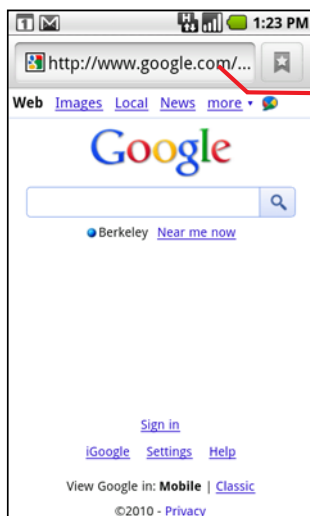 1 H 1:23 PM
http://www.google.com/...
Web Images Local News more
Google
Berkeley Near me now
Sign in
iGoogle Settings Help
View Google in: Mobile | Classic
©2010 - Privacy